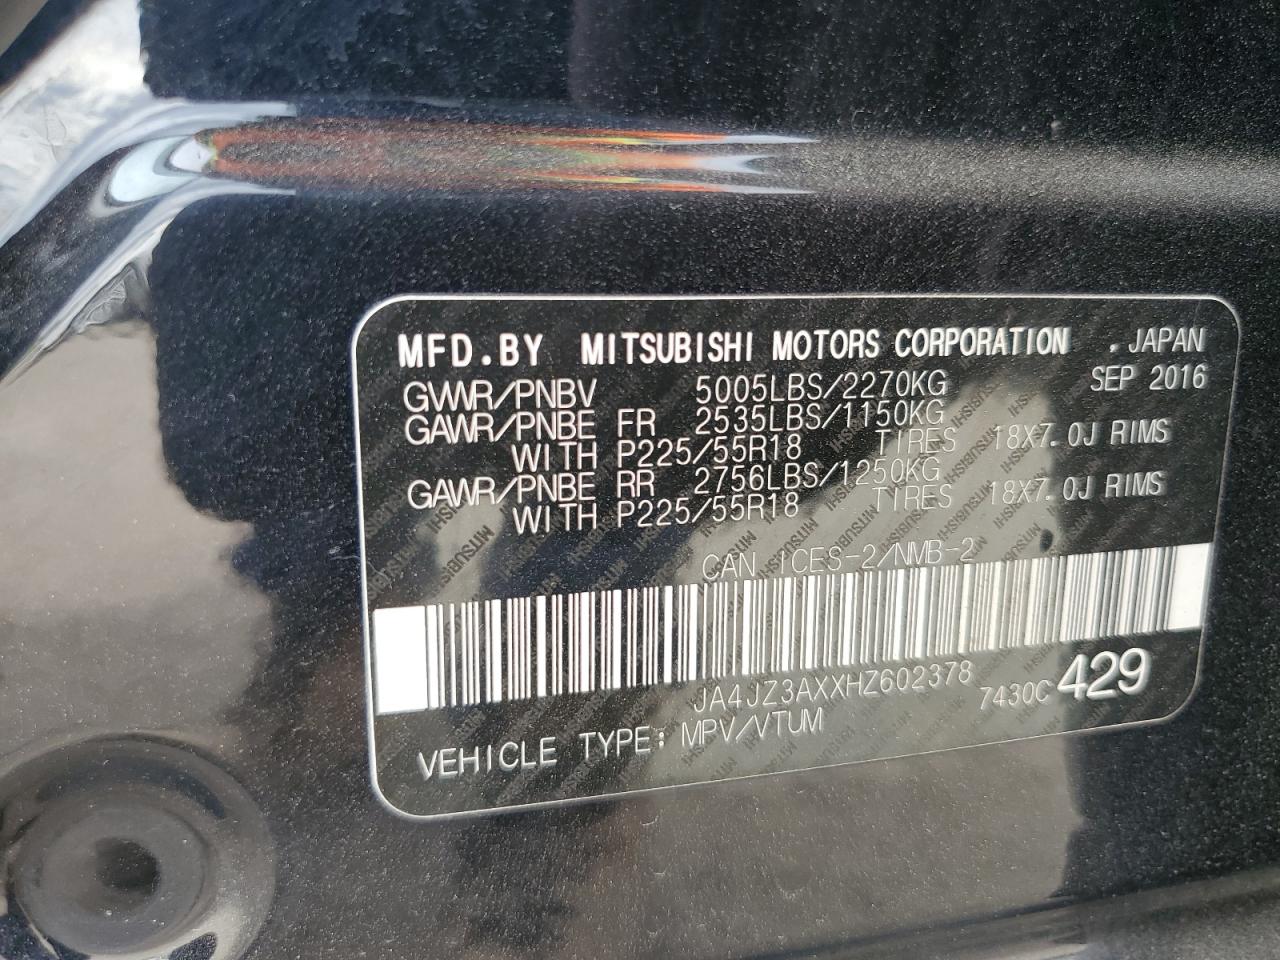 MFD.BY MITSUBISHI MOTORS CORPORATION .JAPAN
GVWR/PNBV 5005LBS/2270KG SEP 2016
GAWR/PNBE FR 2535LBS/1150KG
WITH P225/55R18 TIRES 18X7.0J RIMS
GAWR/PNBE RR 2756LBS/1250KG
WITH P225/55R18 TIRES 18X7.0J RIMS
CAN ICES-2/NMB-2
JA4JZ3AXXHZ602378 7430C 429
VEHICLE TYPE: MPV/VTUM